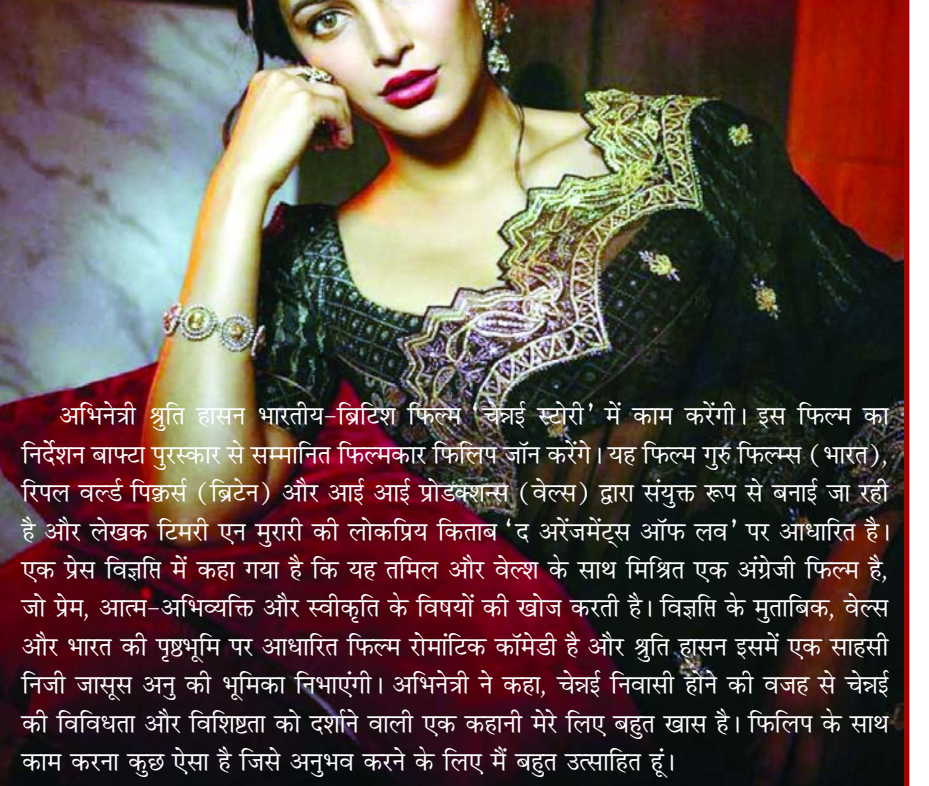 अभिनेत्री श्रुति हासन भारतीय-ब्रिटिश फिल्म 'चेन्नई स्टोरी' में काम करेंगी। इस फिल्म का
निर्देशन बाफ्टा पुरस्कार से सम्मानित फिल्मकार फिलिप जॉन करेंगे। यह फिल्म गुरु फिल्म्स (भारत),
रिपल वर्ल्ड पिक्चर्स (ब्रिटेन) और आई आई प्रोडक्शन्स (वेल्स) द्वारा संयुक्त रूप से बनाई जा रही
है और लेखक टिमरी एन मुरारी की लोकप्रिय किताब 'द अरेंजमेंट्स ऑफ लव' पर आधारित है।
एक प्रेस विज्ञप्ति में कहा गया है कि यह तमिल और वेल्श के साथ मिश्रित एक अंग्रेजी फिल्म है,
जो प्रेम, आत्म-अभिव्यक्ति और स्वीकृति के विषयों की खोज करती है। विज्ञप्ति के मुताबिक, वेल्स
और भारत की पृष्ठभूमि पर आधारित फिल्म रोमांटिक कॉमेडी है और श्रुति हासन इसमें एक साहसी
निजी जासूस अनु की भूमिका निभाएंगी। अभिनेत्री ने कहा, चेन्नई निवासी होने की वजह से चेन्नई
की विविधता और विशिष्टता को दर्शाने वाली एक कहानी मेरे लिए बहुत खास है। फिलिप के साथ
काम करना कुछ ऐसा है जिसे अनुभव करने के लिए मैं बहुत उत्साहित हूं।